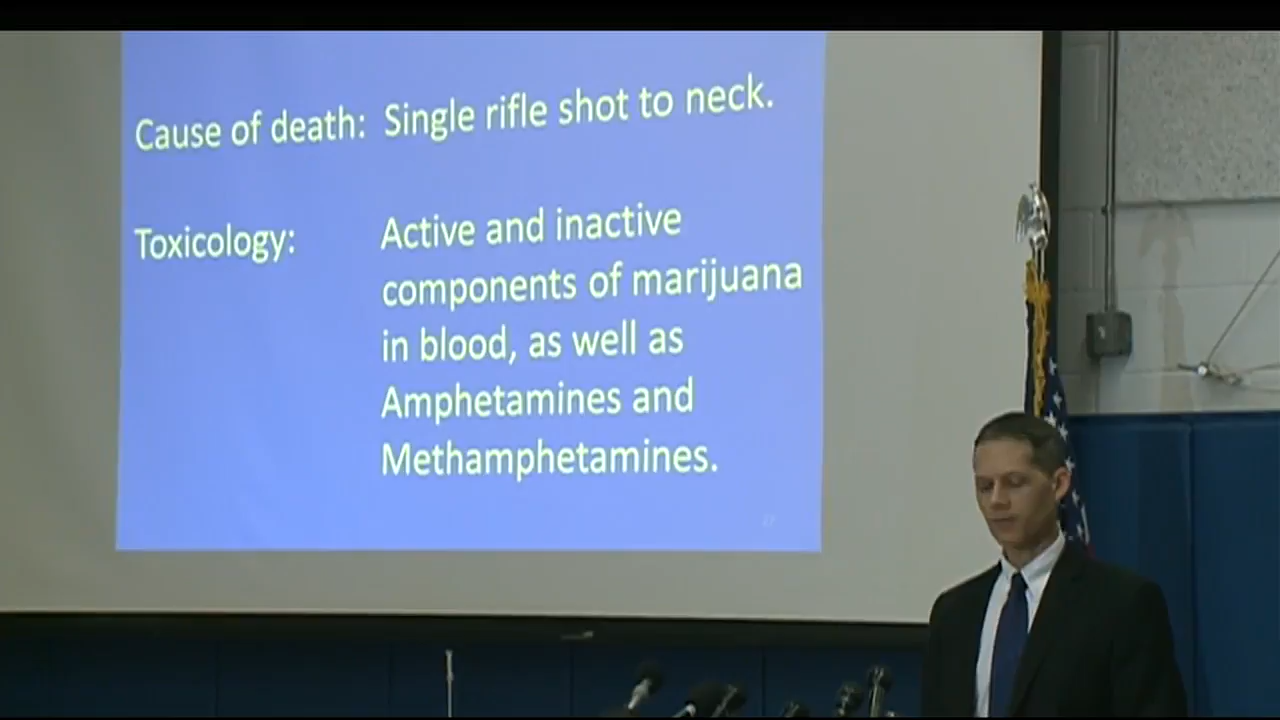 Cause of death: Single rifle shot to neck.
Toxicology: Active and inactive
components of marijuana
in blood, as well as
Amphetamines and
Methamphetamines.